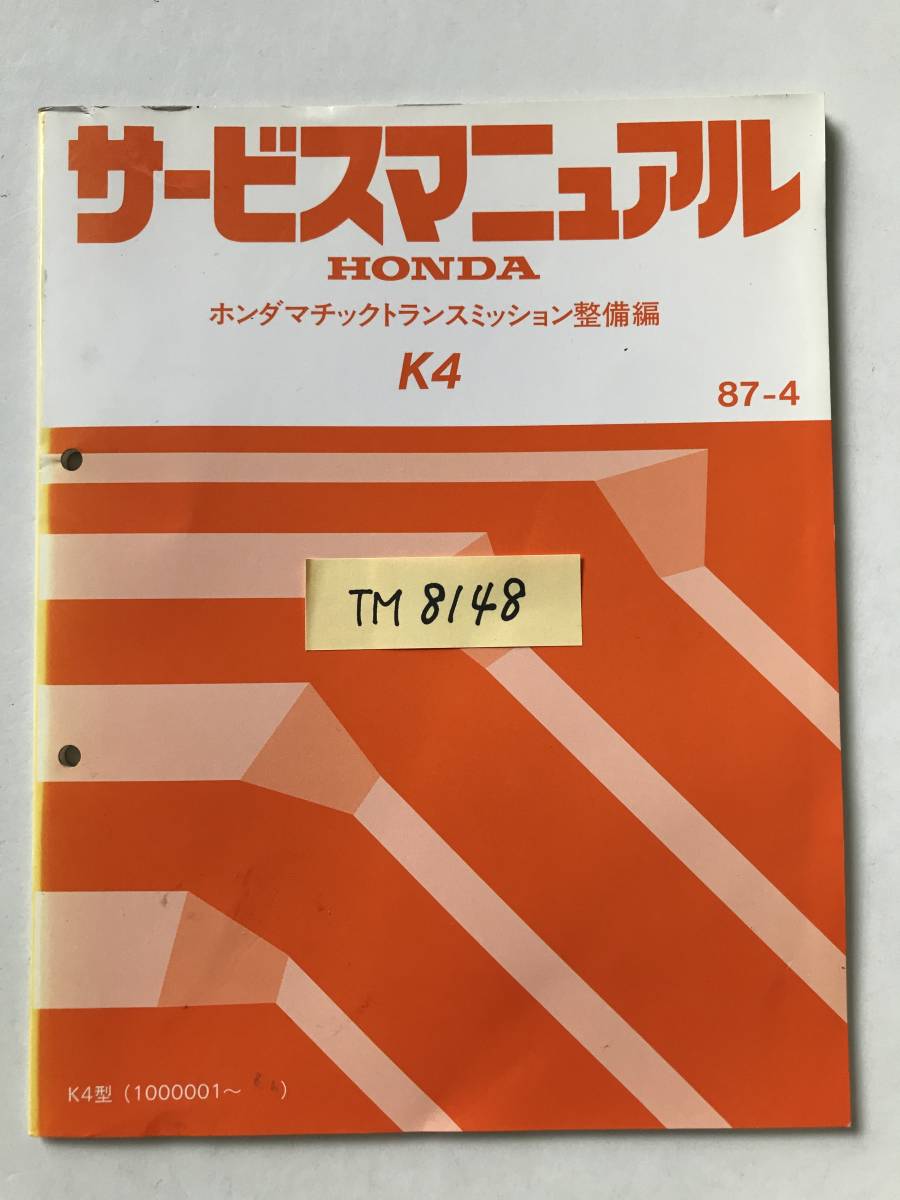 サービスマニュアル
HONDA
ホンダマチックトランスミッション整備編
K4
87-4
TM 8148
K4型 (1000001〜 )